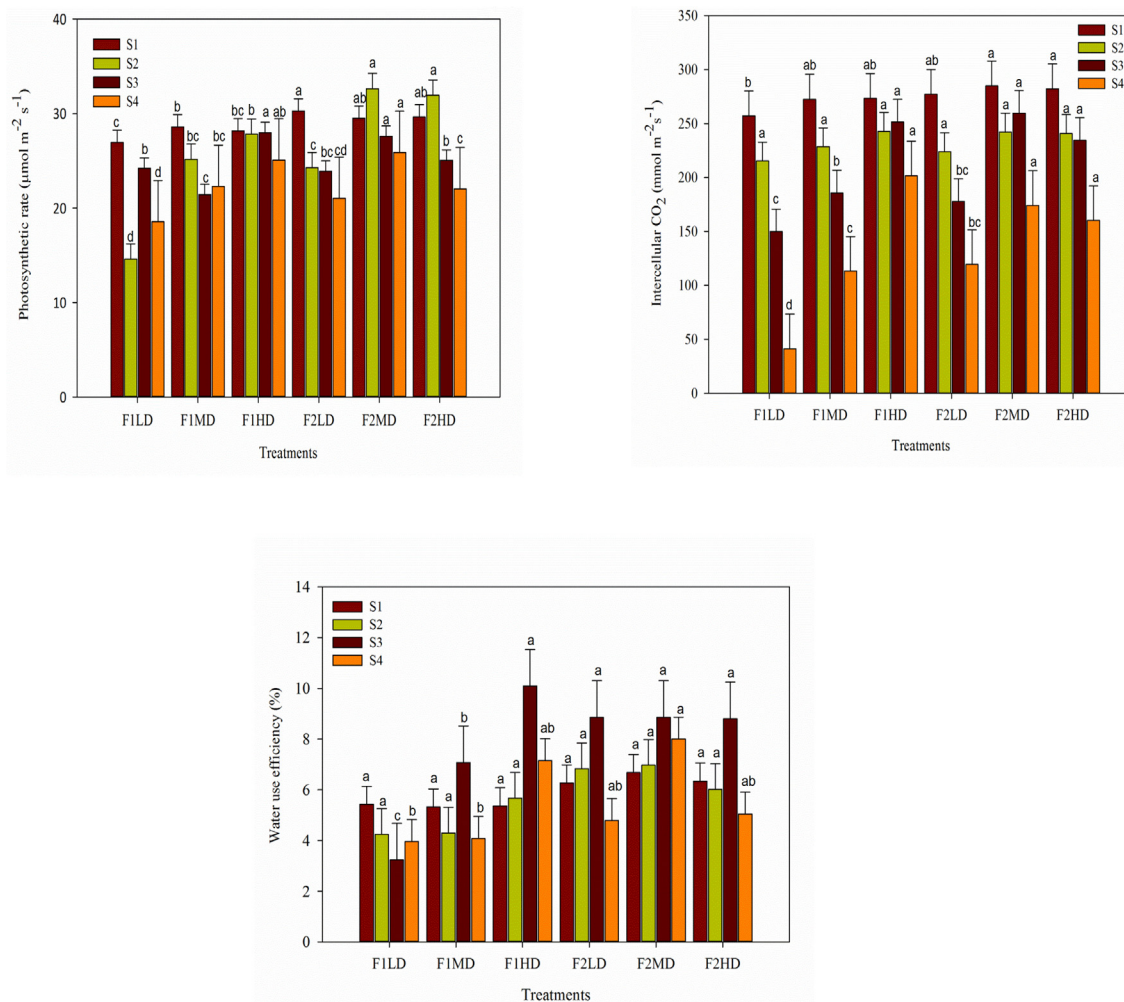 40
30
20
10
0
Photosynthetic rate (µmol m⁻² s⁻¹)
S1
S2
S3
S4
c d b d
b bc c bc
bc b b ab
a c c cd
ab a a a
ab a b c
F1LD F1MD F1HD F2LD F2MD F2HD
Treatments
350
300
250
200
150
100
50
0
Intercellular CO₂ (mmol m⁻²s⁻¹)
S1
S2
S3
S4
b a c d
ab a b c
ab a a a
ab a bc bc
a a a a
a a a a
F1LD F1MD F1HD F2LD F2MD F2HD
Treatments
14
12
10
8
6
4
2
0
Water use efficiency (%)
S1
S2
S3
S4
a a c b
a a b b
a a a ab
a a a ab
a a a a
a a a ab
F1LD F1MD F1HD F2LD F2MD F2HD
Treatments